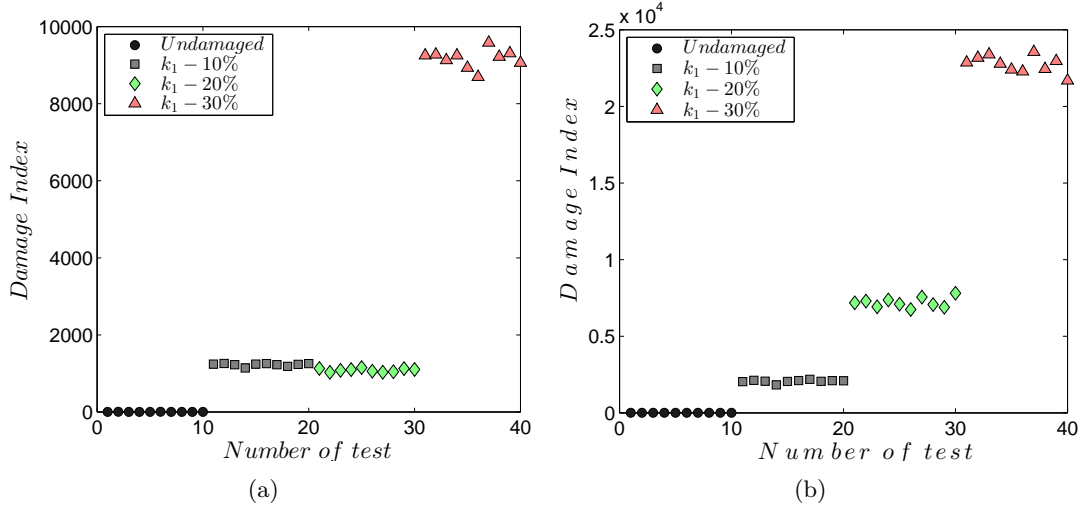 10000
8000
6000
4000
2000
0
Damage Index
Undamaged
k₁ − 10%
k₁ − 20%
k₁ − 30%
0 10 20 30 40
Number of test
(a)
x 10⁴
2.5
2
1.5
1
0.5
0
Damage Index
Undamaged
k₁ − 10%
k₁ − 20%
k₁ − 30%
0 10 20 30 40
Number of test
(b)